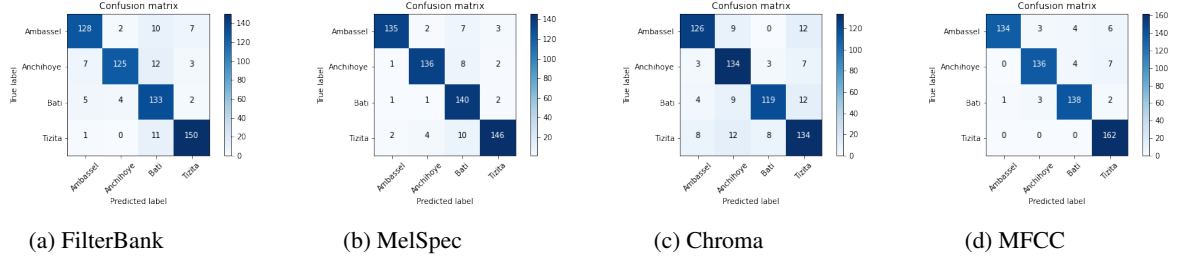 Confusion matrix
Ambassel 128 2 10 7
Anchihoye 7 125 12 3
Bati 5 4 133 2
Tizita 1 0 11 150
Ambassel Anchihoye Bati Tizita
True label
Predicted label
140
120
100
80
60
40
20
0
(a) FilterBank
Confusion matrix
Ambassel 135 2 7 3
Anchihoye 1 136 8 2
Bati 1 1 140 2
Tizita 2 4 10 146
Ambassel Anchihoye Bati Tizita
True label
Predicted label
140
120
100
80
60
40
20
(b) MelSpec
Confusion matrix
Ambassel 126 9 0 12
Anchihoye 3 134 3 7
Bati 4 9 119 12
Tizita 8 12 8 134
Ambassel Anchihoye Bati Tizita
True label
Predicted label
120
100
80
60
40
20
0
(c) Chroma
Confusion matrix
Ambassel 134 3 4 6
Anchihoye 0 136 4 7
Bati 1 3 138 2
Tizita 0 0 0 162
Ambassel Anchihoye Bati Tizita
True label
Predicted label
160
140
120
100
80
60
40
20
0
(d) MFCC